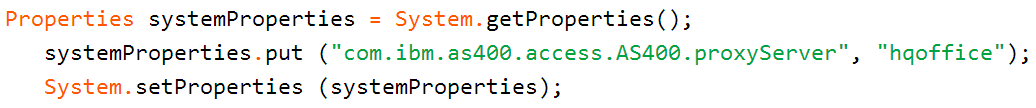 Properties systemProperties = System.getProperties();
systemProperties.put ("com.ibm.as400.access.AS400.proxyServer", "hqoffice");
System.setProperties (systemProperties);